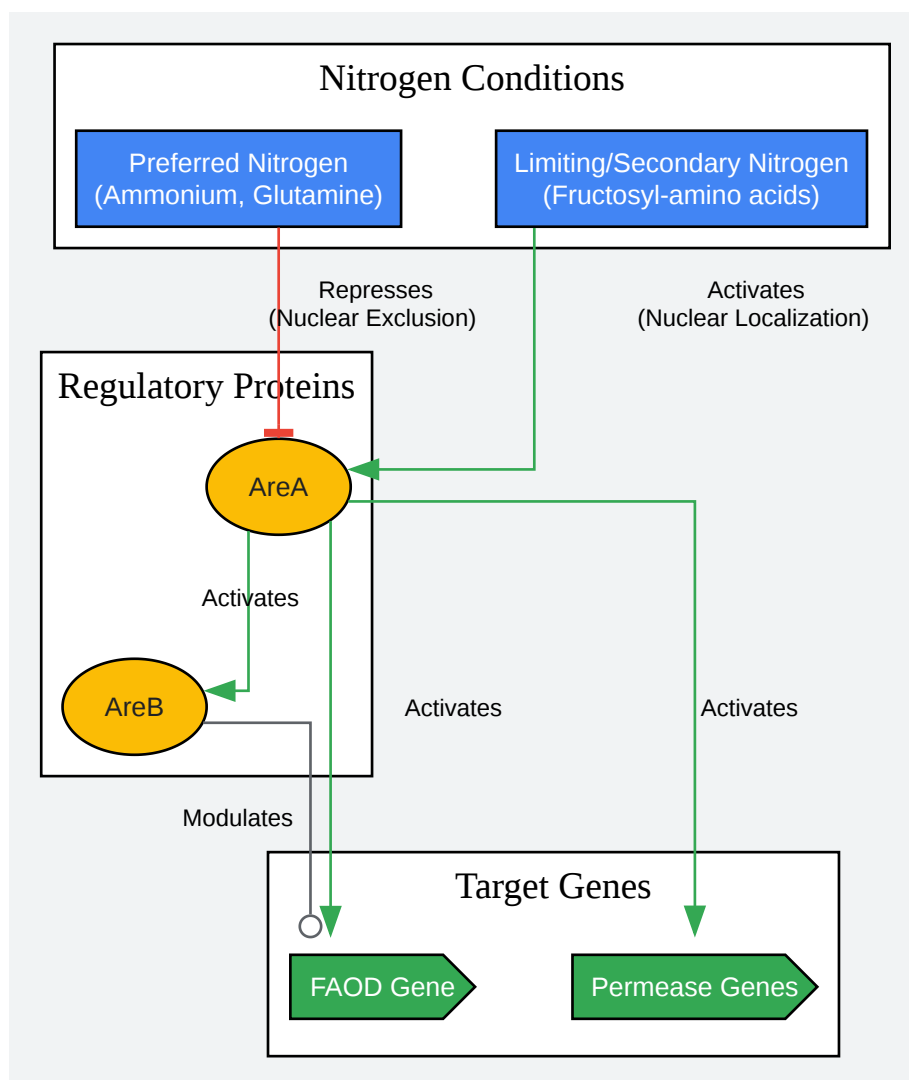 Nitrogen Conditions
Preferred Nitrogen
(Ammonium, Glutamine)
Limiting/Secondary Nitrogen
(Fructosyl-amino acids)
Represses
(Nuclear Exclusion)
Activates
(Nuclear Localization)
Regulatory Proteins
AreA
Activates
AreB
Activates
Activates
Modulates
Target Genes
FAOD Gene
Permease Genes